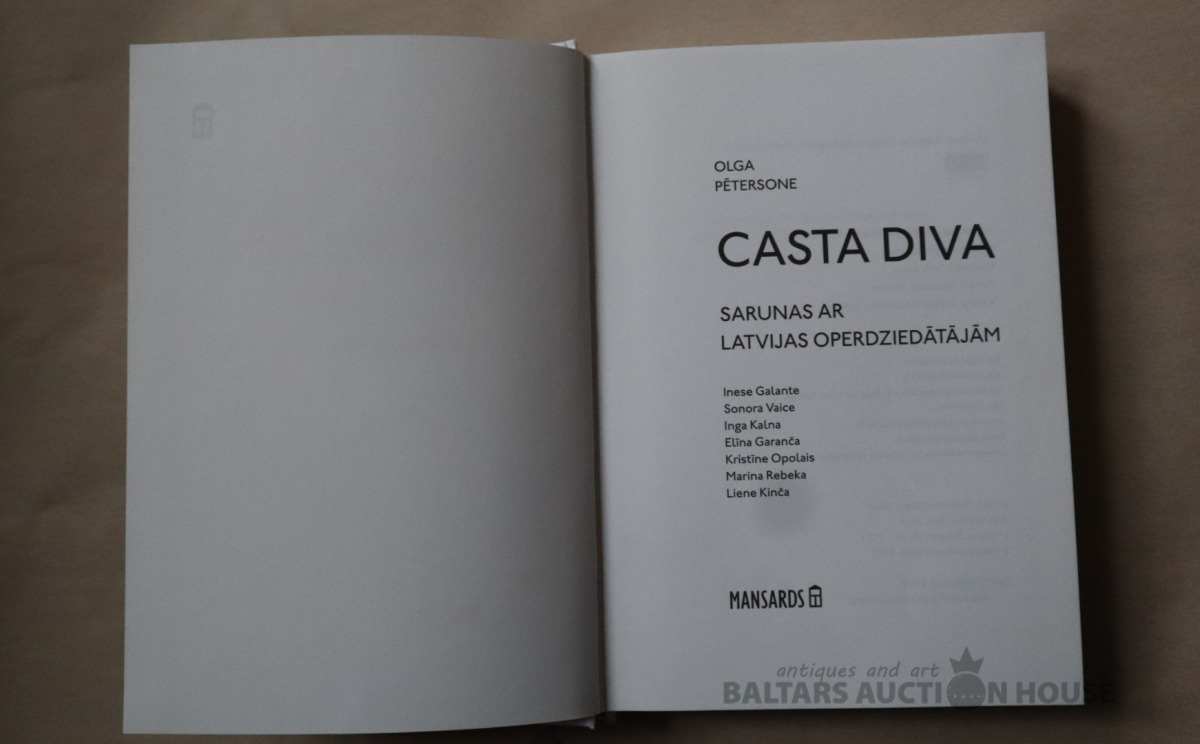 OLGA
PĒTERSONE
CASTA DIVA
SARUNAS AR
LATVIJAS OPERDZIEDĀTĀJĀM
Inese Galante
Sonora Vaice
Inga Kalna
Elīna Garanča
Kristīne Opolais
Marina Rebeka
Liene Kinča
MANSARDS
antiques and art
BALTARS AUCTION HOUSE